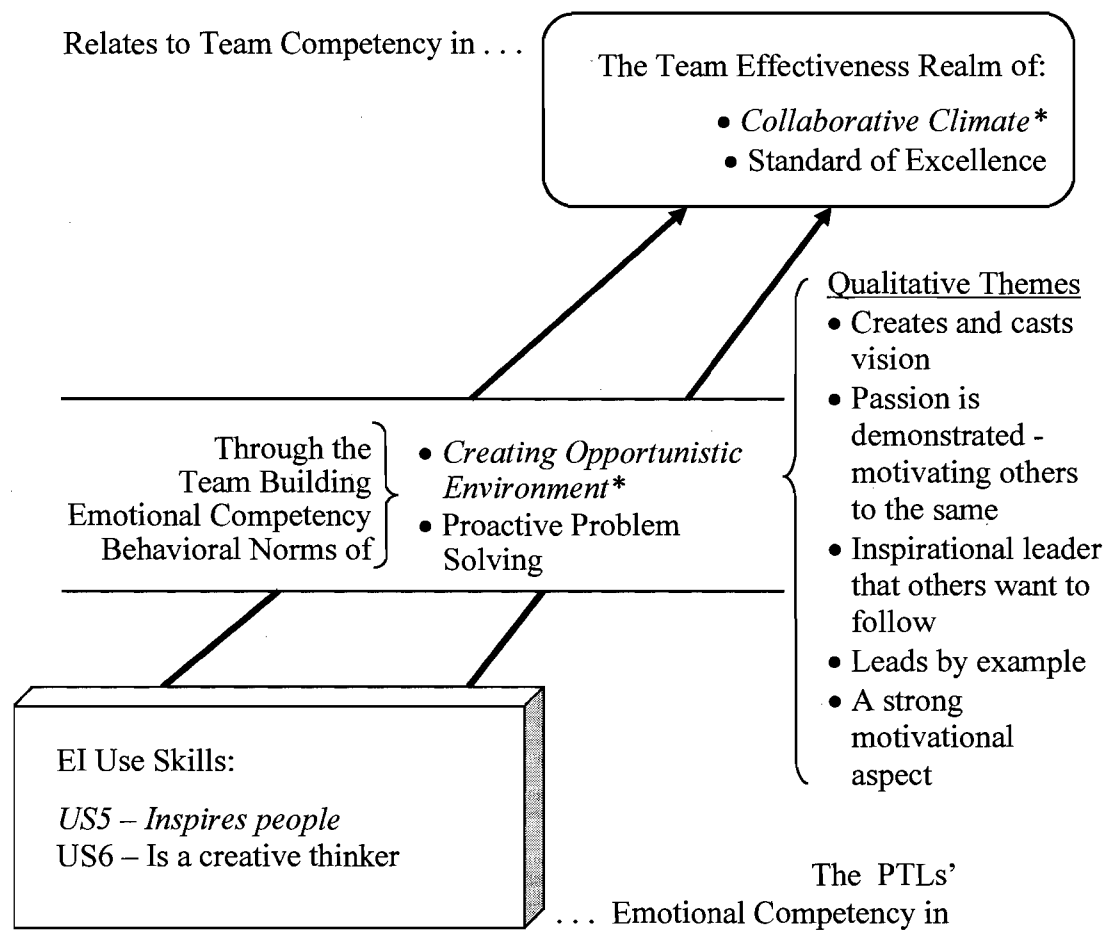 Relates to Team Competency in . . .
The Team Effectiveness Realm of:
• Collaborative Climate*
• Standard of Excellence
Qualitative Themes
• Creates and casts
vision
• Passion is
demonstrated -
motivating others
to the same
• Inspirational leader
that others want to
follow
• Leads by example
• A strong
motivational
aspect
Through the
Team Building
Emotional Competency
Behavioral Norms of
• Creating Opportunistic
Environment*
• Proactive Problem
Solving
EI Use Skills:
US5 – Inspires people
US6 – Is a creative thinker
The PTLs’
. . . Emotional Competency in